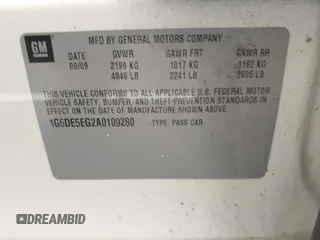 GM
MFD BY GENERAL MOTORS COMPANY
DATE GVWR GAWR FRT GAWR RR
09/09 2199 KG 1017 KG 1182 KG
4846 LB 2241 LB 2605 LB
THIS VEHICLE CONFORMS TO ALL APPLICABLE U.S. FEDERAL MOTOR VEHICLE
SAFETY, BUMPER, AND THEFT PREVENTION STANDARDS IN EFFECT
ON THE DATE OF MANUFACTURE SHOWN ABOVE.
1G6DE5EG2A0109280 TYPE: PASS CAR
DREAMBID